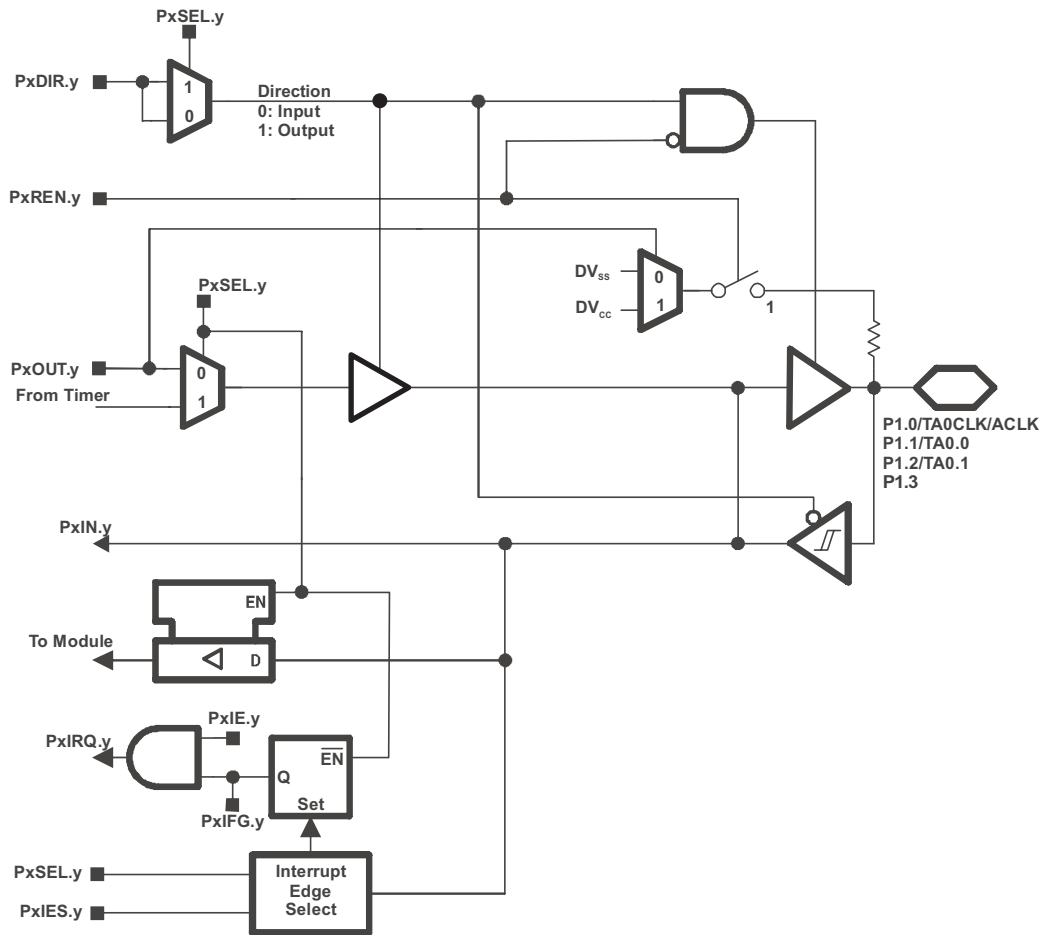 PxSEL.y
PxDIR.y
1
0
Direction
0: Input
1: Output
PxREN.y
DVSS
DVCC
0
1
1
PxSEL.y
PxOUT.y
From Timer
0
1
P1.0/TA0CLK/ACLK
P1.1/TA0.0
P1.2/TA0.1
P1.3
PxIN.y
EN
To Module
D
PxIE.y
PxIRQ.y
EN
Q
Set
PxIFG.y
PxSEL.y
PxIES.y
Interrupt
Edge
Select